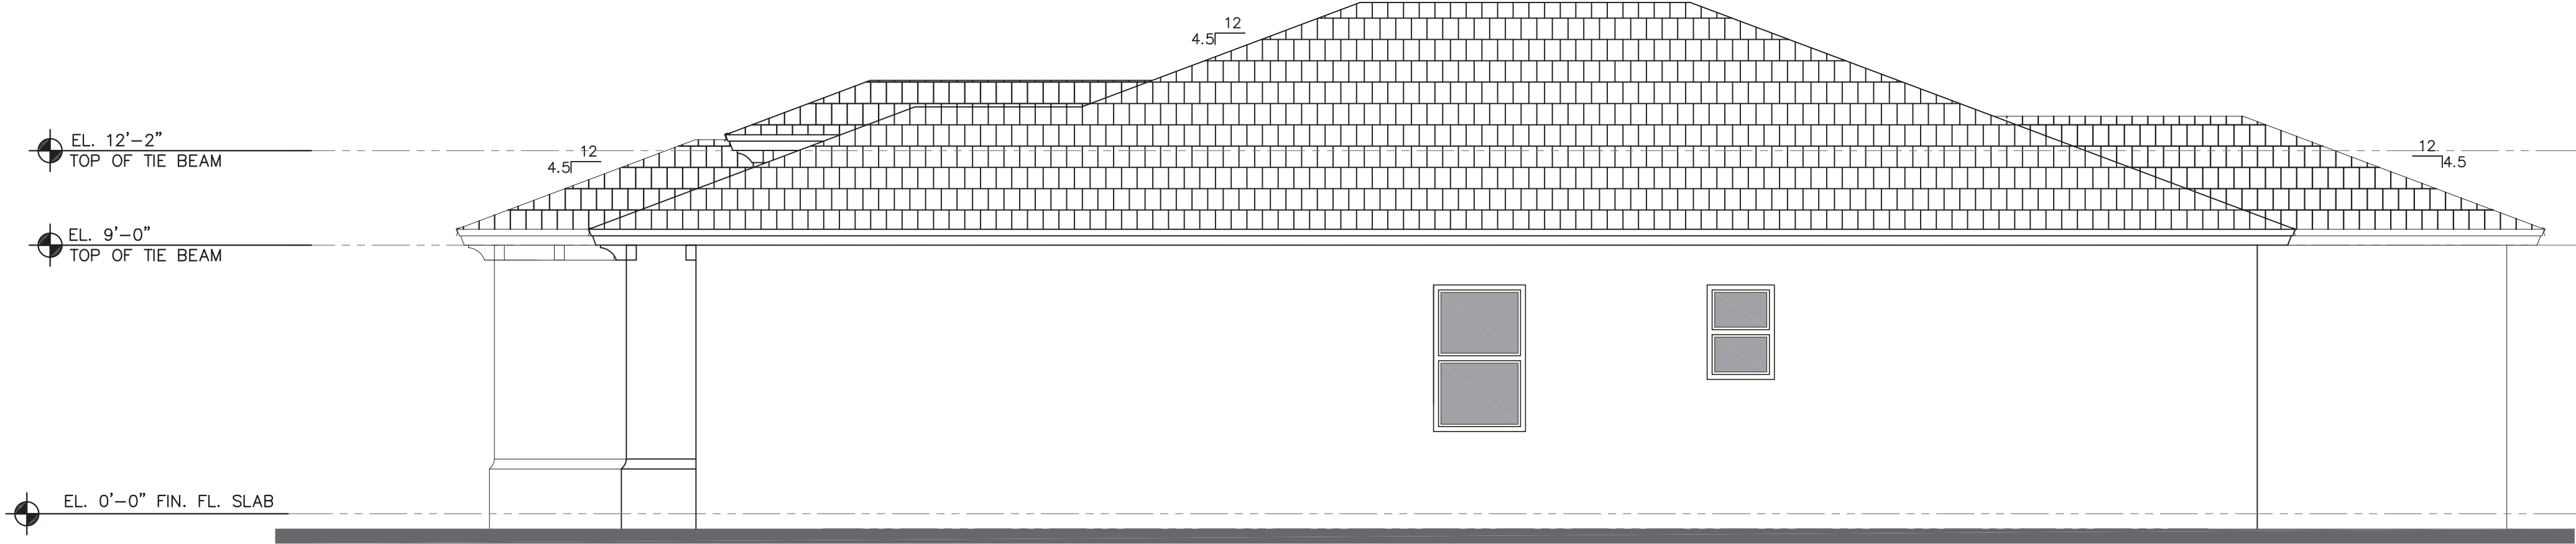 12
4.5
EL. 12'-2"
TOP OF TIE BEAM
12
4.5
12
4.5
EL. 9'-0"
TOP OF TIE BEAM
EL. 0'-0" FIN. FL. SLAB